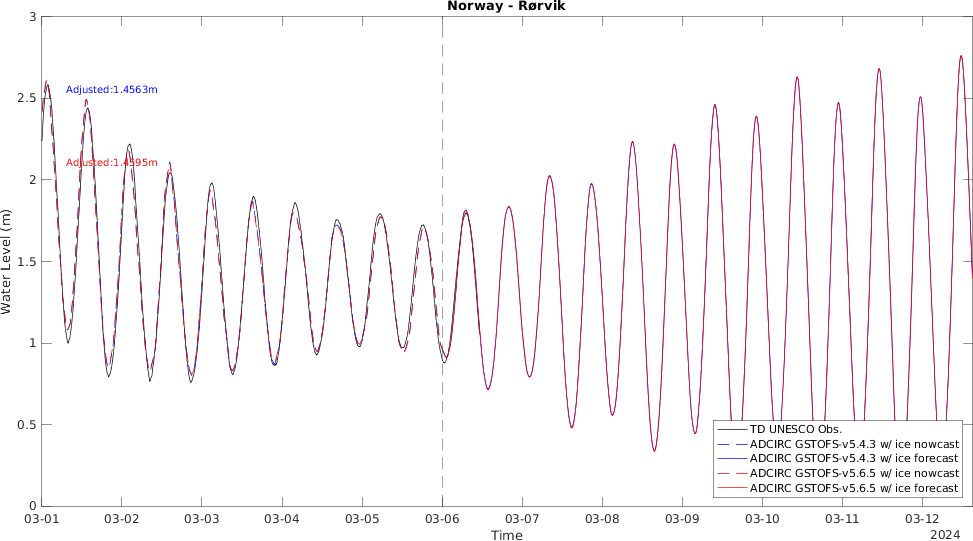 Norway - Rørvik
3
2.5
2
1.5
1
0.5
0
Water Level (m)
Adjusted:1.4563m
Adjusted:1.4595m
TD UNESCO Obs.
ADCIRC GSTOFS-v5.4.3 w/ ice nowcast
ADCIRC GSTOFS-v5.4.3 w/ ice forecast
ADCIRC GSTOFS-v5.6.5 w/ ice nowcast
ADCIRC GSTOFS-v5.6.5 w/ ice forecast
03-01 03-02 03-03 03-04 03-05 03-06 03-07 03-08 03-09 03-10 03-11 03-12
Time
2024